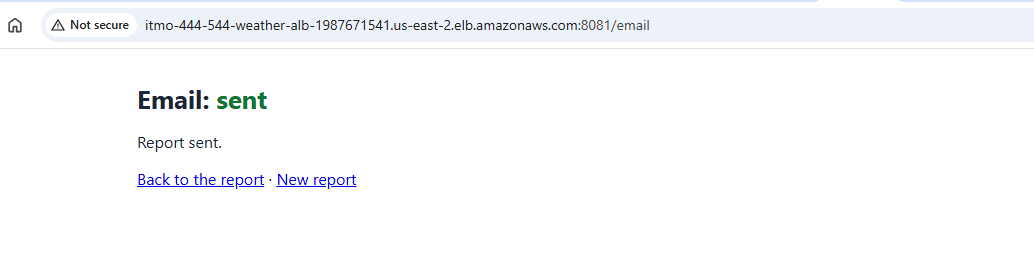 Not secure itmo-444-544-weather-alb-1987671541.us-east-2.elb.amazonaws.com:8081/email
Email: sent
Report sent.
Back to the report · New report